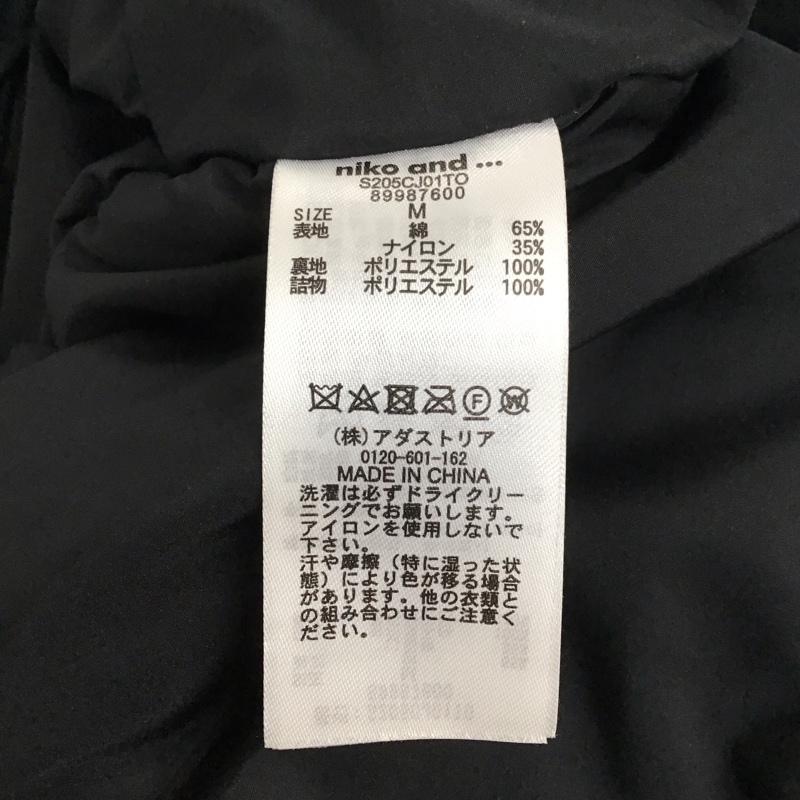 niko and ...
S205CJ01TO
89987600
SIZE M
表地 綿 65%
ナイロン 35%
裏地 ポリエステル 100%
詰物 ポリエステル 100%
F W
(株)アダストリア
0120-601-162
MADE IN CHINA
洗濯は必ずドライクリー
ニングでお願いします。
アイロンを使用しないで
下さい。
汗や摩擦(特に湿った状
態)により色が移る場合
があります。他の衣類と
の組み合わせにご注意く
ださい。